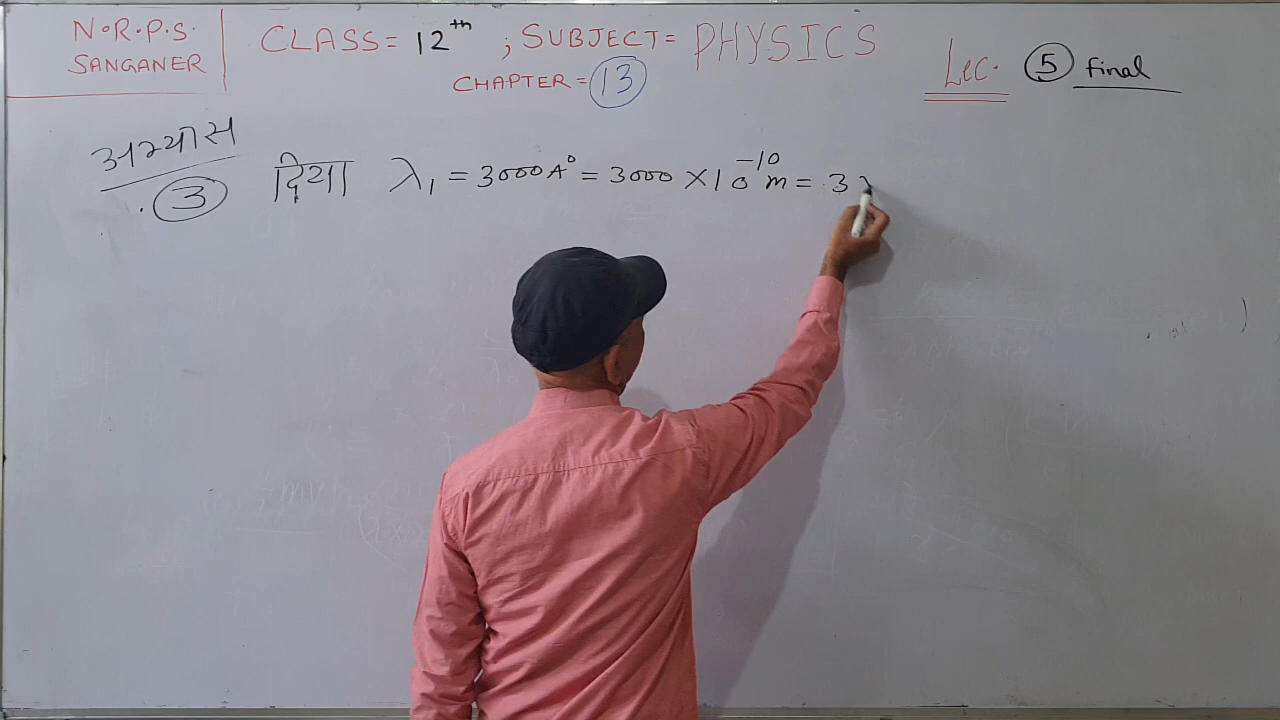 N.R.P.S.
SANGANER
CLASS= 12th ; SUBJECT= PHYSICS
CHAPTER = 13
Lec. 5 final
अभ्यास
3
दिया λ₁ = 3000A° = 3000 × 10⁻¹⁰ m = 3